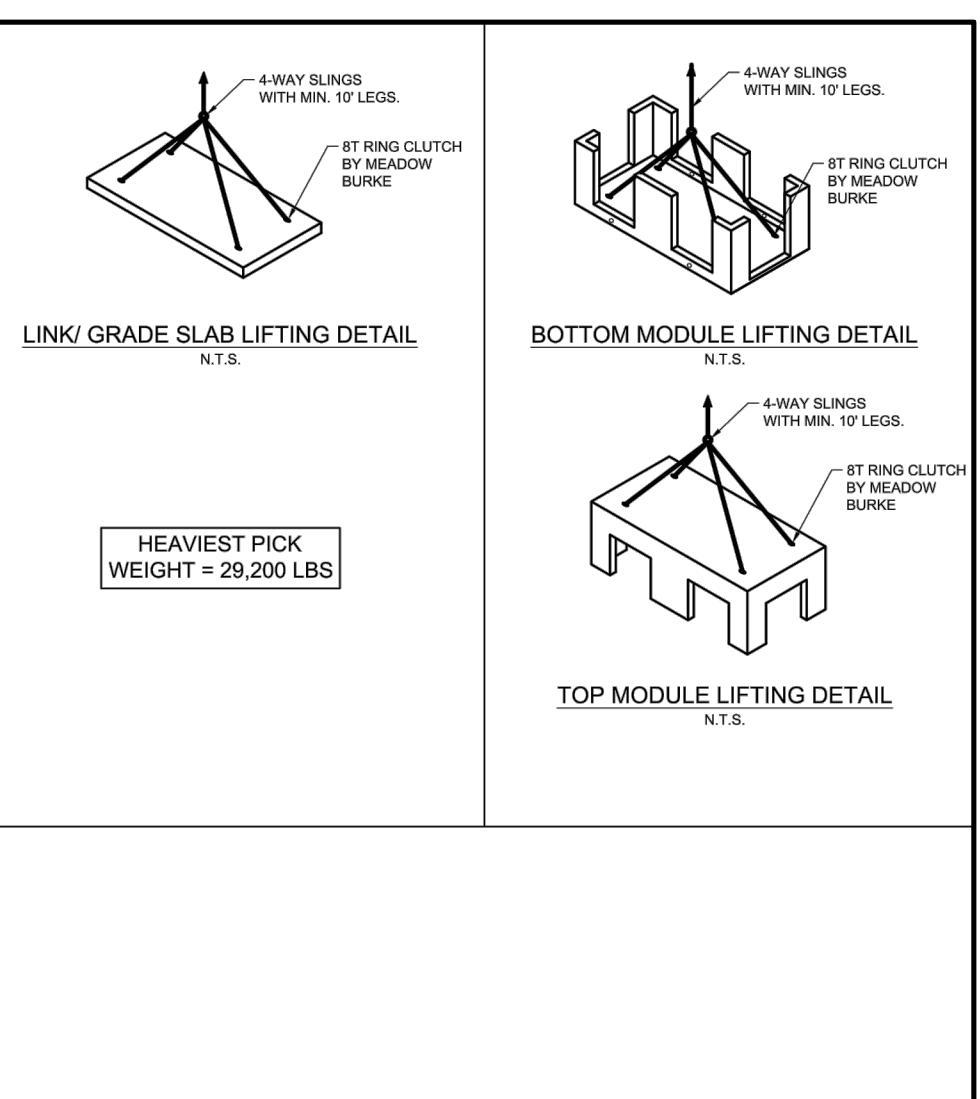 4-WAY SLINGS
WITH MIN. 10' LEGS.
8T RING CLUTCH
BY MEADOW
BURKE
LINK/ GRADE SLAB LIFTING DETAIL
N.T.S.
HEAVIEST PICK
WEIGHT = 29,200 LBS
4-WAY SLINGS
WITH MIN. 10' LEGS.
8T RING CLUTCH
BY MEADOW
BURKE
BOTTOM MODULE LIFTING DETAIL
N.T.S.
4-WAY SLINGS
WITH MIN. 10' LEGS.
8T RING CLUTCH
BY MEADOW
BURKE
TOP MODULE LIFTING DETAIL
N.T.S.